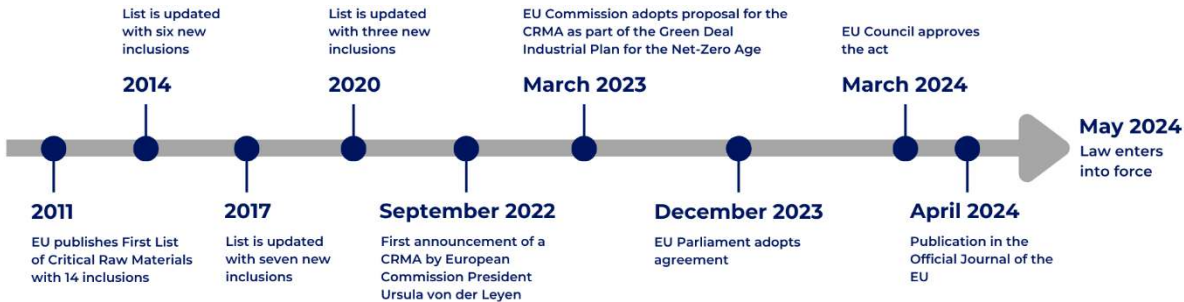 List is updated
with six new
inclusions
2014
List is updated
with three new
inclusions
2020
EU Commission adopts proposal for the
CRMA as part of the Green Deal
Industrial Plan for the Net-Zero Age
March 2023
EU Council approves
the act
March 2024
May 2024
Law enters
into force
2011
EU publishes First List
of Critical Raw Materials
with 14 inclusions
2017
List is updated
with seven new
inclusions
September 2022
First announcement of a
CRMA by European
Commission President
Ursula von der Leyen
December 2023
EU Parliament adopts
agreement
April 2024
Publication in the
Official Journal of the
EU